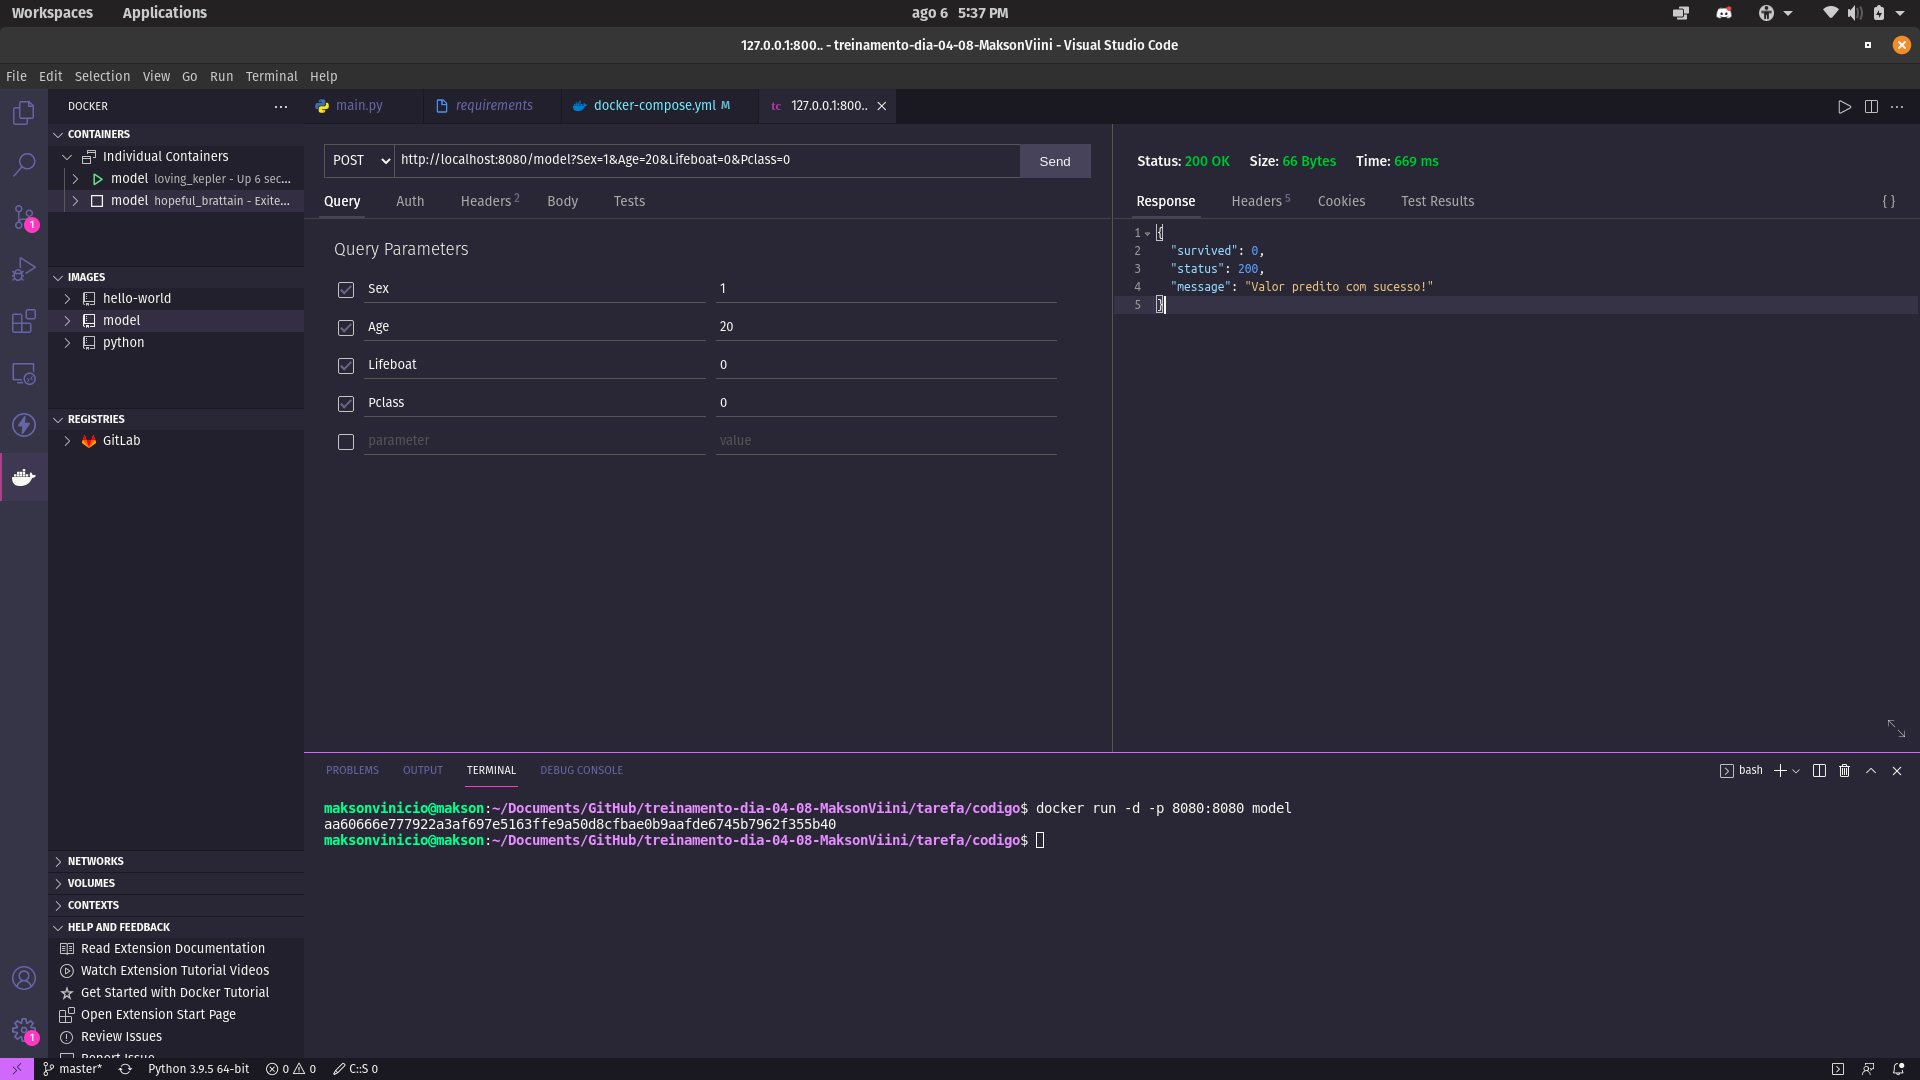 Workspaces Applications ago 6 5:37 PM
127.0.0.1:800.. - treinamento-dia-04-08-MaksonViini - Visual Studio Code
File Edit Selection View Go Run Terminal Help
DOCKER
main.py requirements docker-compose.yml M tc 127.0.0.1:800..
CONTAINERS
Individual Containers
model loving_kepler - Up 6 sec...
model hopeful_brattain - Exite...
1
IMAGES
hello-world
model
python
REGISTRIES
GitLab
NETWORKS
VOLUMES
CONTEXTS
HELP AND FEEDBACK
Read Extension Documentation
Watch Extension Tutorial Videos
Get Started with Docker Tutorial
Open Extension Start Page
Review Issues
Report Issue
1
POST http://localhost:8080/model?Sex=1&Age=20&Lifeboat=0&Pclass=0 Send
Query Auth Headers 2 Body Tests
Query Parameters
Sex 1
Age 20
Lifeboat 0
Pclass 0
parameter value
Status: 200 OK Size: 66 Bytes Time: 669 ms
Response Headers 5 Cookies Test Results { }
1 {
2 "survived": 0,
3 "status": 200,
4 "message": "Valor predito com sucesso!"
5 }
PROBLEMS OUTPUT TERMINAL DEBUG CONSOLE bash
maksonvinicio@makson:~/Documents/GitHub/treinamento-dia-04-08-MaksonViini/tarefa/codigo$ docker run -d -p 8080:8080 model
aa60666e777922a3af697e5163ffe9a50d8cfbae0b9aafde6745b7962f355b40
maksonvinicio@makson:~/Documents/GitHub/treinamento-dia-04-08-MaksonViini/tarefa/codigo$
master* Python 3.9.5 64-bit 0 0 C::S 0